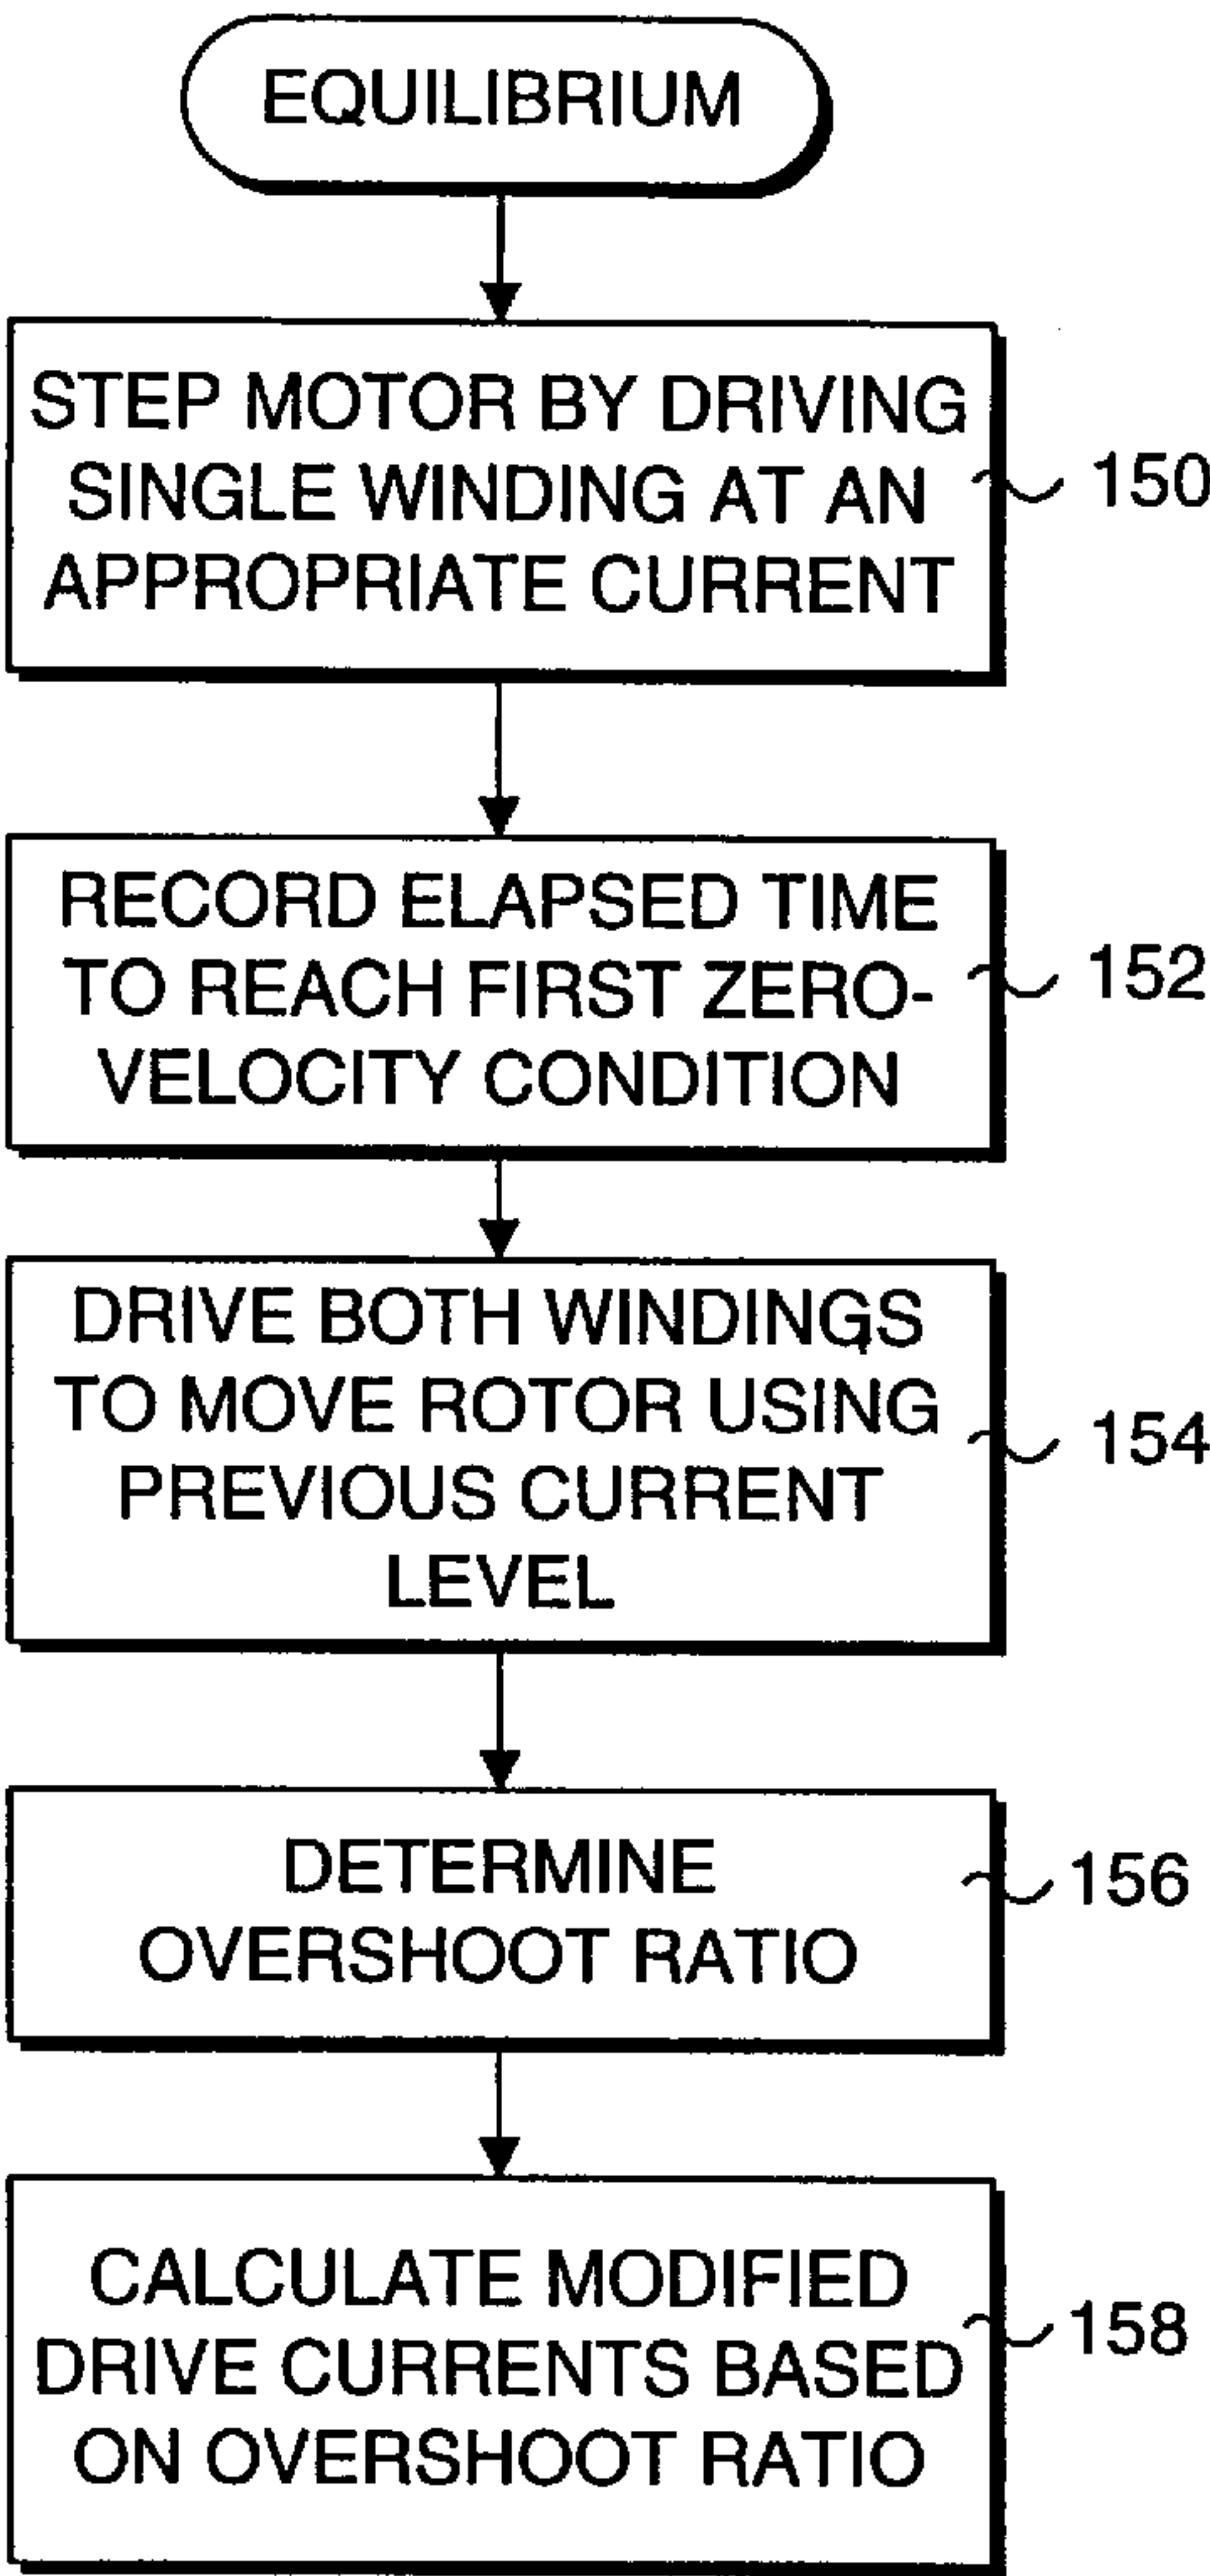 EQUILIBRIUM
STEP MOTOR BY DRIVING
SINGLE WINDING AT AN
APPROPRIATE CURRENT
150
RECORD ELAPSED TIME
TO REACH FIRST ZERO-
VELOCITY CONDITION
152
DRIVE BOTH WINDINGS
TO MOVE ROTOR USING
PREVIOUS CURRENT
LEVEL
154
DETERMINE
OVERSHOOT RATIO
156
CALCULATE MODIFIED
DRIVE CURRENTS BASED
ON OVERSHOOT RATIO
158